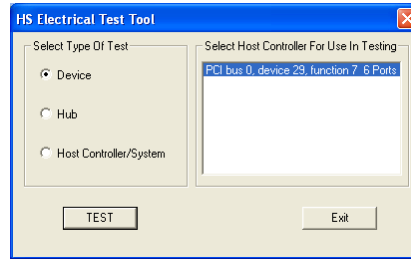 HS Electrical Test Tool
Select Type Of Test
Select Host Controller For Use In Testing
Device
PCI bus 0, device 29, function 7 6 Ports
Hub
Host Controller/System
TEST
Exit